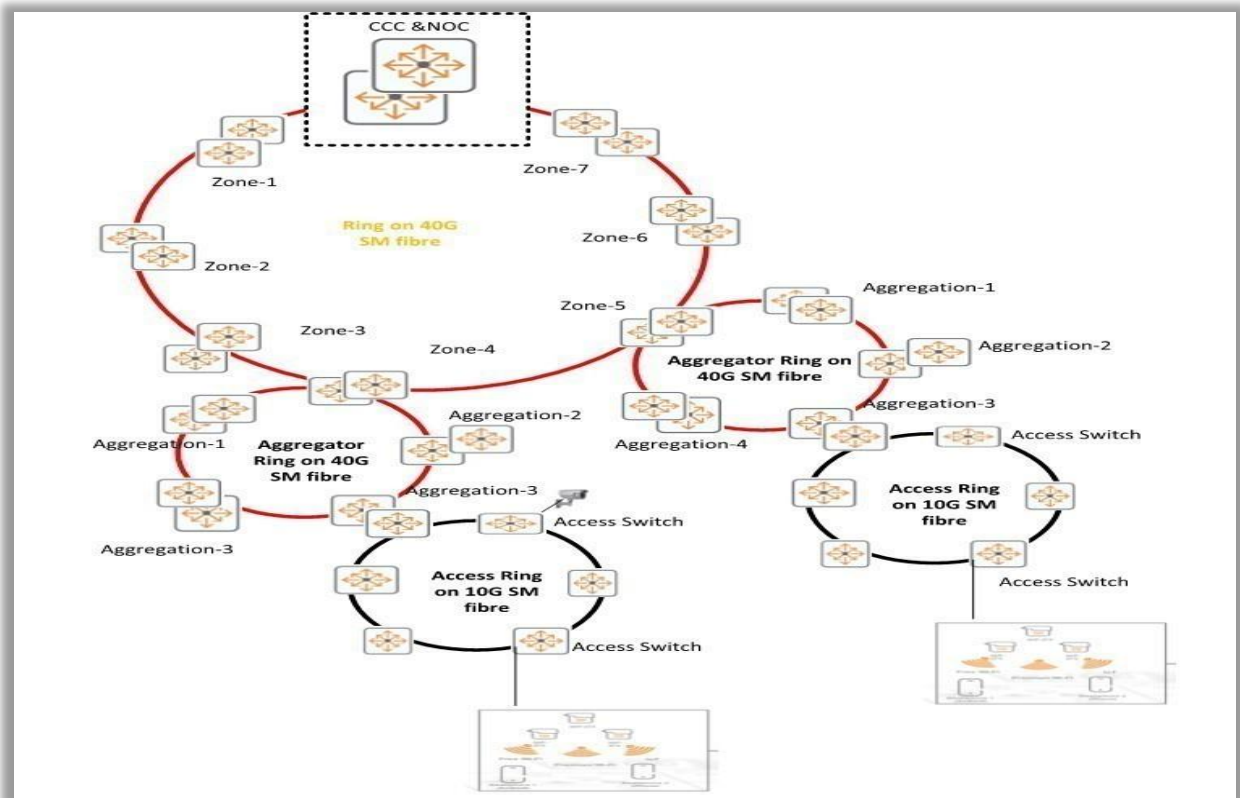 CCC &NOC
Zone-1
Zone-7
Ring on 40G
SM fibre
Zone-6
Zone-2
Zone-5
Aggregation-1
Zone-3
Zone-4
Aggregation-2
Aggregator Ring on
40G SM fibre
Aggregation-3
Aggregation-4
Aggregation-2
Aggregation-1
Aggregator
Ring on 40G
SM fibre
Access Switch
Aggregation-3
Access Ring
on 10G SM
fibre
Access Switch
Aggregation-3
Access Switch
Access Ring
on 10G SM
fibre
Access Switch